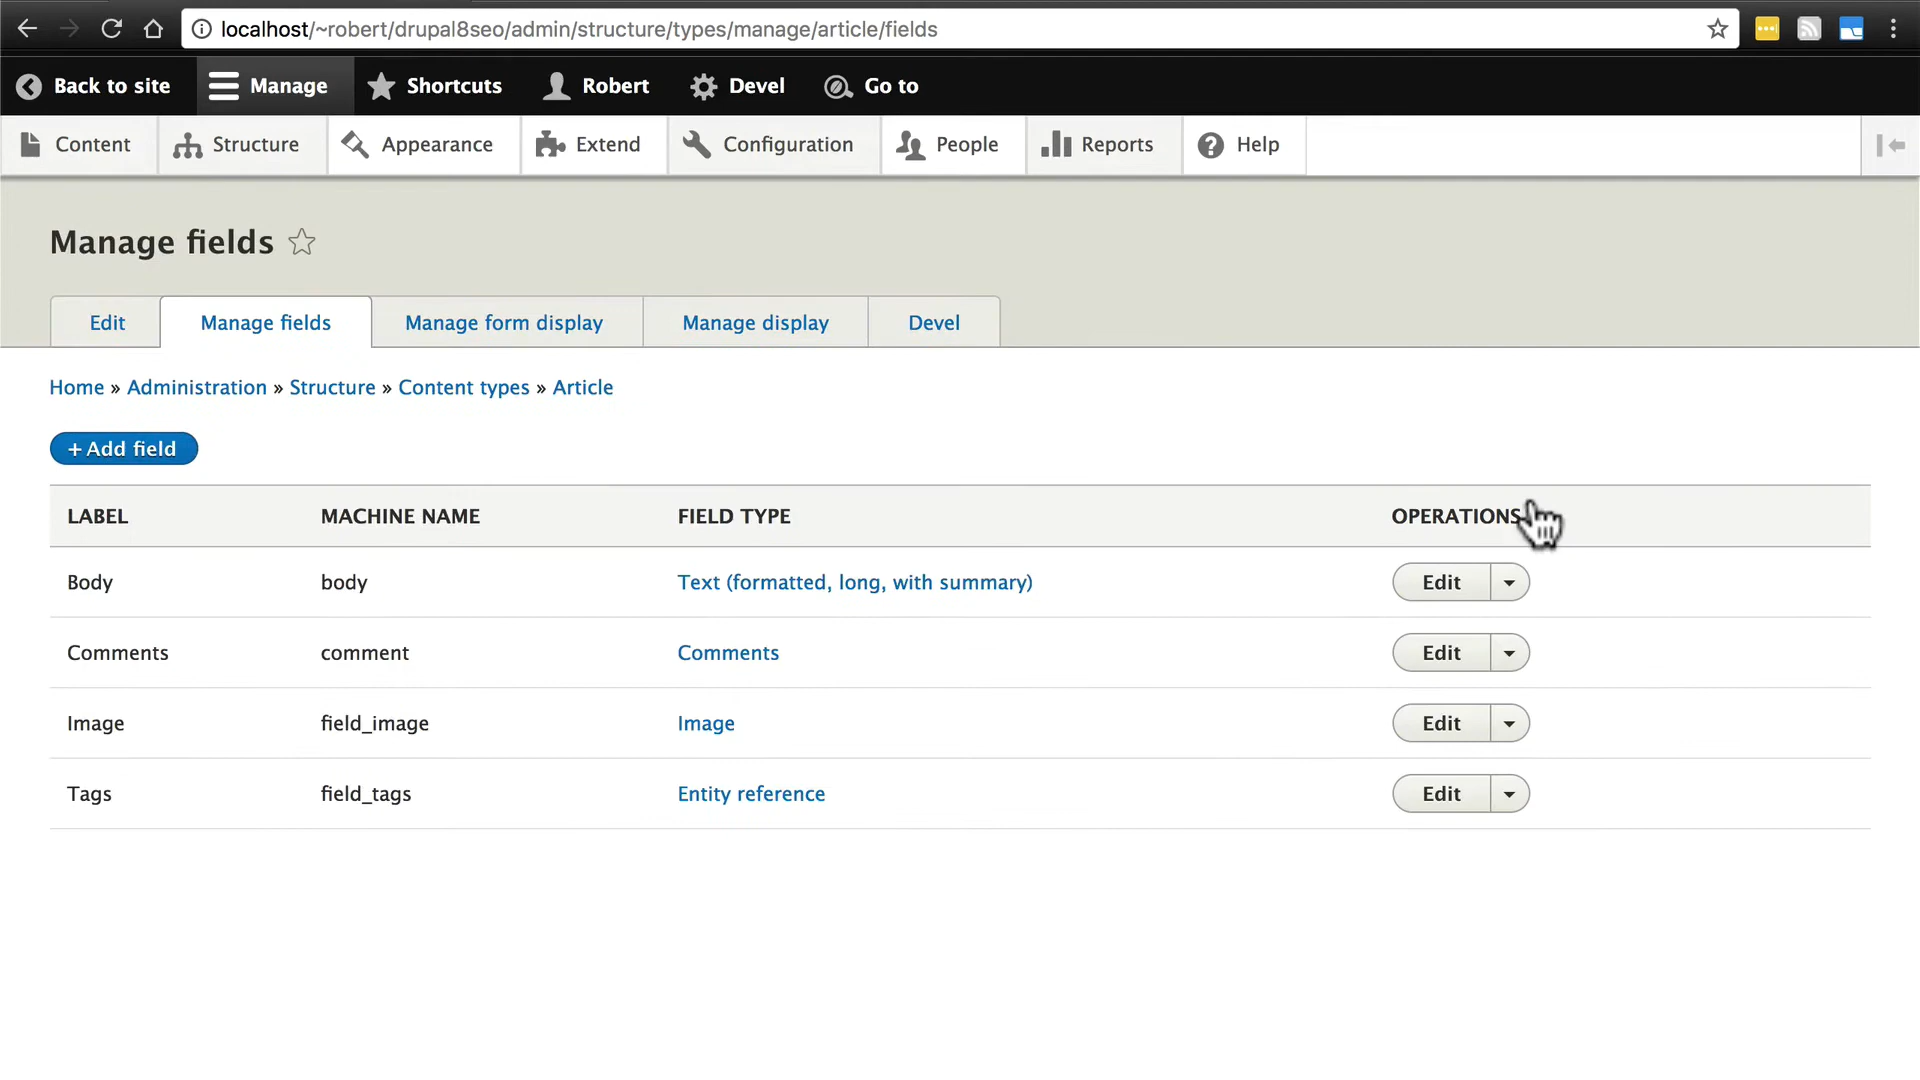 localhost/~robert/drupal8seo/admin/structure/types/manage/article/fields
Back to site Manage Shortcuts Robert Devel Go to
Content Structure Appearance Extend Configuration People Reports Help
Manage fields
Edit Manage fields Manage form display Manage display Devel
Home » Administration » Structure » Content types » Article
+ Add field
LABEL MACHINE NAME FIELD TYPE OPERATIONS
Body body Text (formatted, long, with summary) Edit
Comments comment Comments Edit
Image field_image Image Edit
Tags field_tags Entity reference Edit